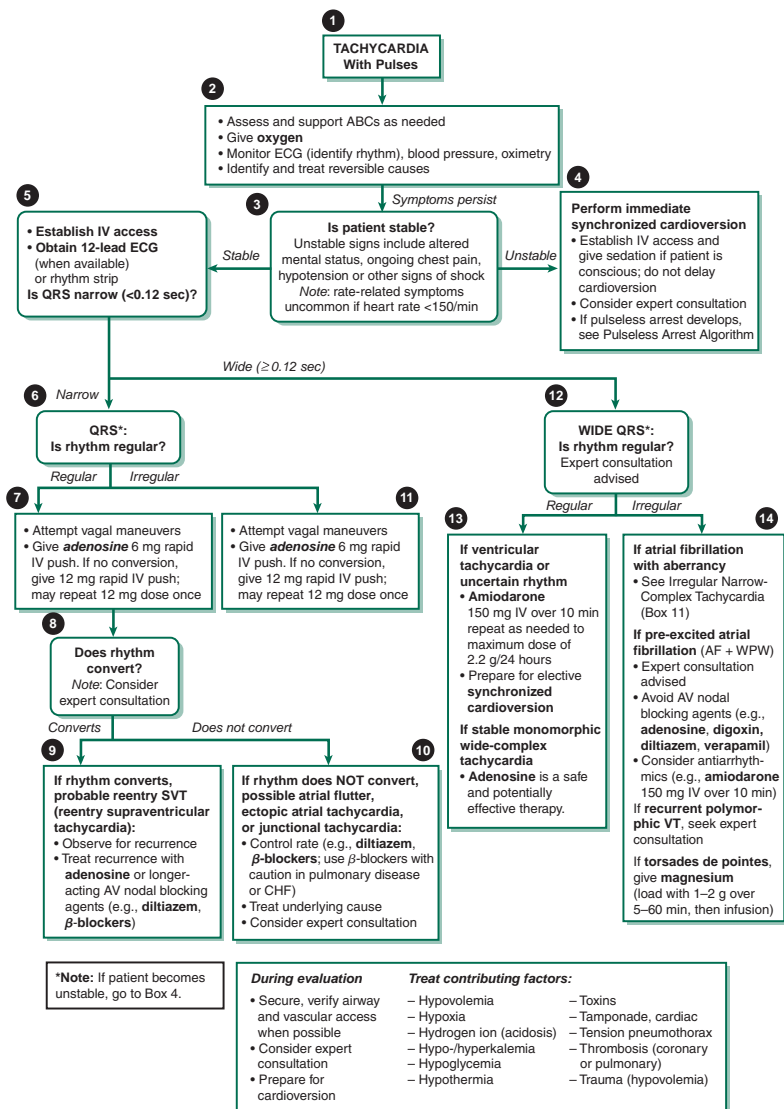 1
TACHYCARDIA
With Pulses
2
• Assess and support ABCs as needed
• Give oxygen
• Monitor ECG (identify rhythm), blood pressure, oximetry
• Identify and treat reversible causes
Symptoms persist
3
Is patient stable?
Unstable signs include altered
mental status, ongoing chest pain,
hypotension or other signs of shock
Note: rate-related symptoms
uncommon if heart rate <150/min
Stable
Unstable
4
Perform immediate
synchronized cardioversion
• Establish IV access and
give sedation if patient is
conscious; do not delay
cardioversion
• Consider expert consultation
• If pulseless arrest develops,
see Pulseless Arrest Algorithm
5
• Establish IV access
• Obtain 12-lead ECG
(when available)
or rhythm strip
Is QRS narrow (<0.12 sec)?
Wide (≥0.12 sec)
Narrow
6
QRS*:
Is rhythm regular?
Regular
Irregular
7
• Attempt vagal maneuvers
• Give adenosine 6 mg rapid
IV push. If no conversion,
give 12 mg rapid IV push;
may repeat 12 mg dose once
11
• Attempt vagal maneuvers
• Give adenosine 6 mg rapid
IV push. If no conversion,
give 12 mg rapid IV push;
may repeat 12 mg dose once
8
Does rhythm
convert?
Note: Consider
expert consultation
Converts
Does not convert
9
If rhythm converts,
probable reentry SVT
(reentry supraventricular
tachycardia):
• Observe for recurrence
• Treat recurrence with
adenosine or longer-
acting AV nodal blocking
agents (e.g., diltiazem,
β-blockers)
10
If rhythm does NOT convert,
possible atrial flutter,
ectopic atrial tachycardia,
or junctional tachycardia:
• Control rate (e.g., diltiazem,
β-blockers; use β-blockers with
caution in pulmonary disease
or CHF)
• Treat underlying cause
• Consider expert consultation
12
WIDE QRS*:
Is rhythm regular?
Expert consultation
advised
Regular
Irregular
13
If ventricular
tachycardia or
uncertain rhythm
• Amiodarone
150 mg IV over 10 min
repeat as needed to
maximum dose of
2.2 g/24 hours
• Prepare for elective
synchronized
cardioversion
If stable monomorphic
wide-complex
tachycardia
• Adenosine is a safe
and potentially
effective therapy.
14
If atrial fibrillation
with aberrancy
• See Irregular Narrow-
Complex Tachycardia
(Box 11)
If pre-excited atrial
fibrillation (AF + WPW)
• Expert consultation
advised
• Avoid AV nodal
blocking agents (e.g.,
adenosine, digoxin,
diltiazem, verapamil)
• Consider antiarrhyth-
mics (e.g., amiodarone
150 mg IV over 10 min)
If recurrent polymor-
phic VT, seek expert
consultation
If torsades de pointes,
give magnesium
(load with 1–2 g over
5–60 min, then infusion)
*Note: If patient becomes
unstable, go to Box 4.
During evaluation
• Secure, verify airway
and vascular access
when possible
• Consider expert
consultation
• Prepare for
cardioversion
Treat contributing factors:
– Hypovolemia
– Hypoxia
– Hydrogen ion (acidosis)
– Hypo-/hyperkalemia
– Hypoglycemia
– Hypothermia
– Toxins
– Tamponade, cardiac
– Tension pneumothorax
– Thrombosis (coronary
or pulmonary)
– Trauma (hypovolemia)